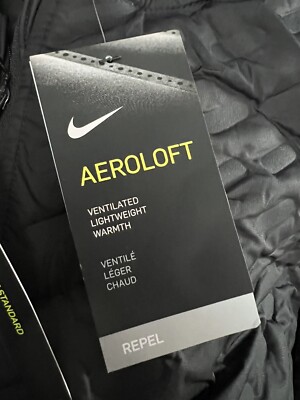 AEROLOFT
VENTILATED
LIGHTWEIGHT
WARMTH
VENTILÉ
LÉGER
CHAUD
REPEL
STANDARD